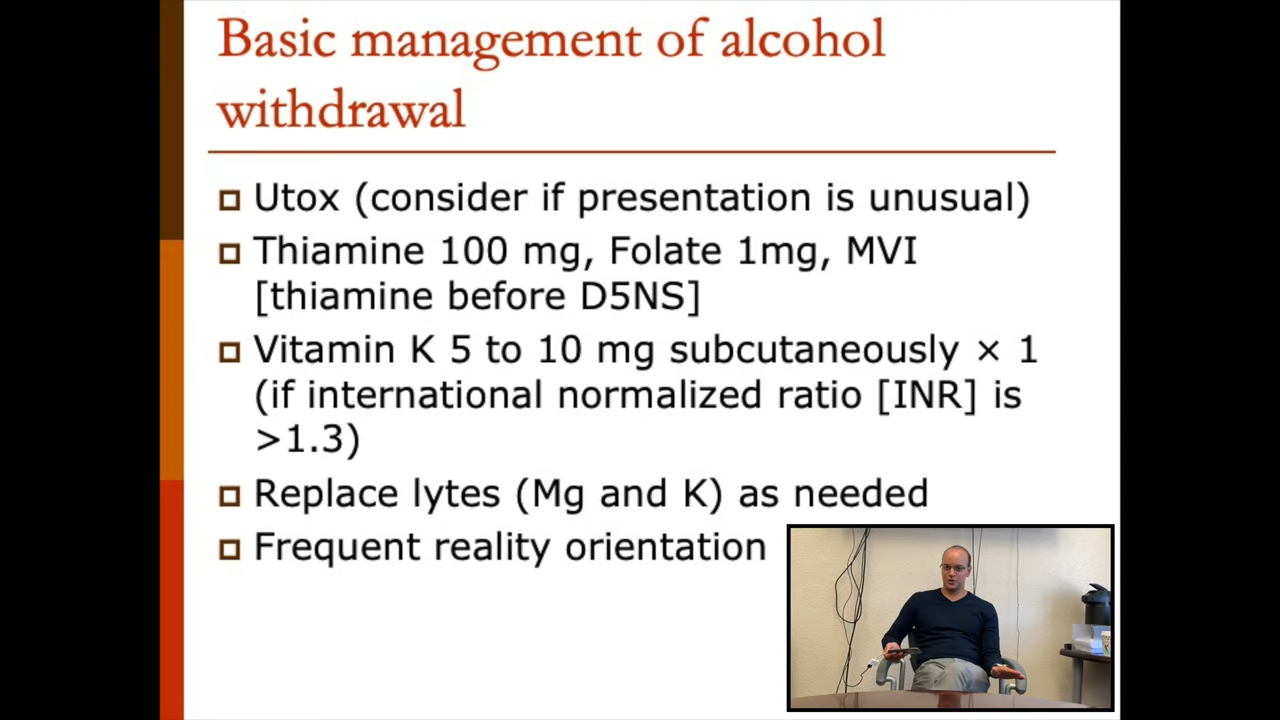 Basic management of alcohol
withdrawal
Utox (consider if presentation is unusual)
Thiamine 100 mg, Folate 1mg, MVI
[thiamine before D5NS]
Vitamin K 5 to 10 mg subcutaneously × 1
(if international normalized ratio [INR] is
>1.3)
Replace lytes (Mg and K) as needed
Frequent reality orientation